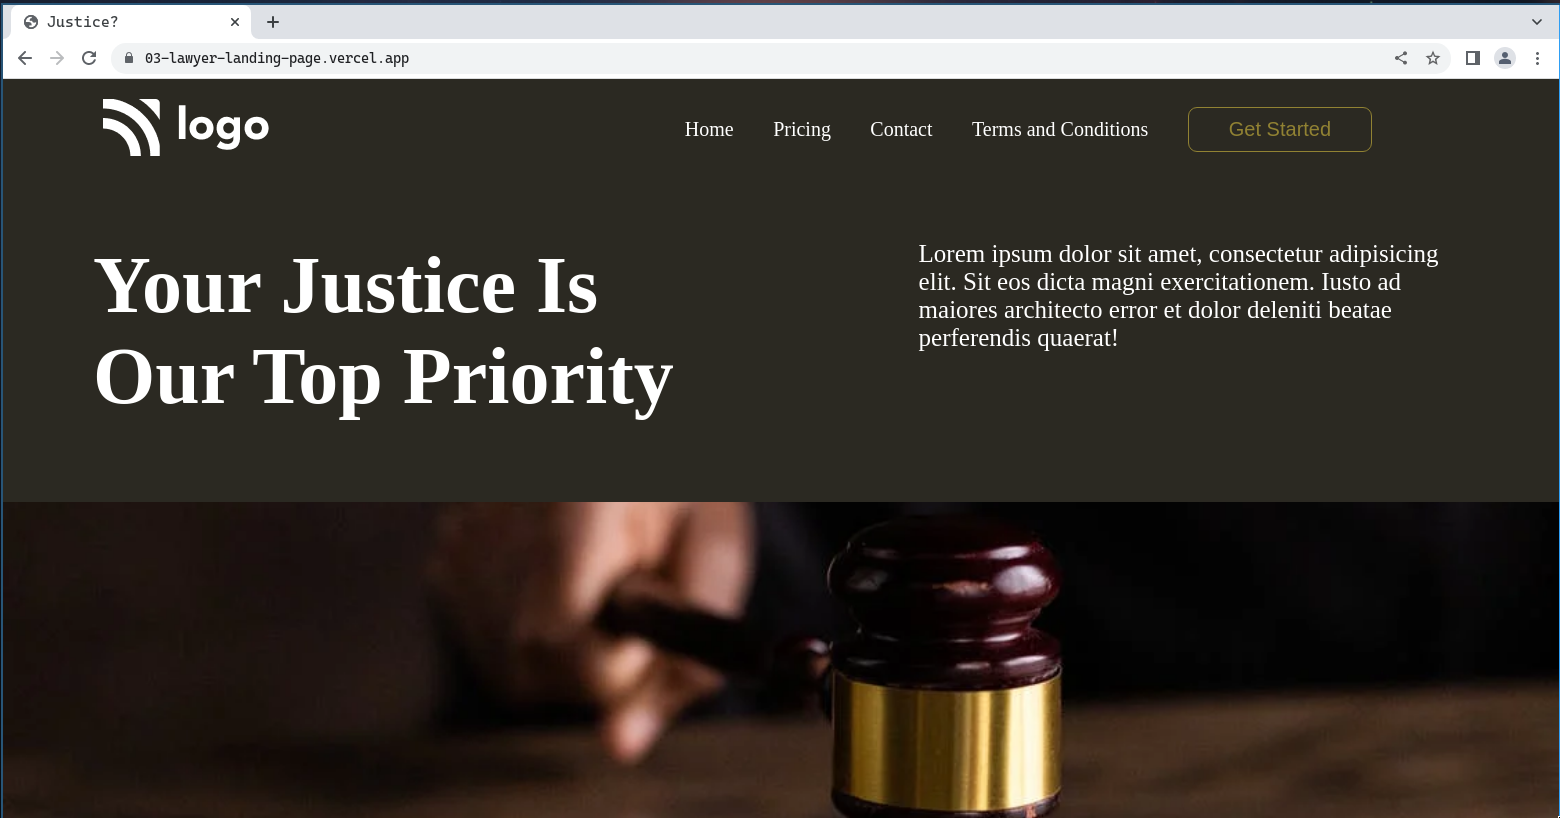 Justice?
03-lawyer-landing-page.vercel.app
logo
Home Pricing Contact Terms and Conditions Get Started
Your Justice Is
Our Top Priority
Lorem ipsum dolor sit amet, consectetur adipisicing
elit. Sit eos dicta magni exercitationem. Iusto ad
maiores architecto error et dolor deleniti beatae
perferendis quaerat!